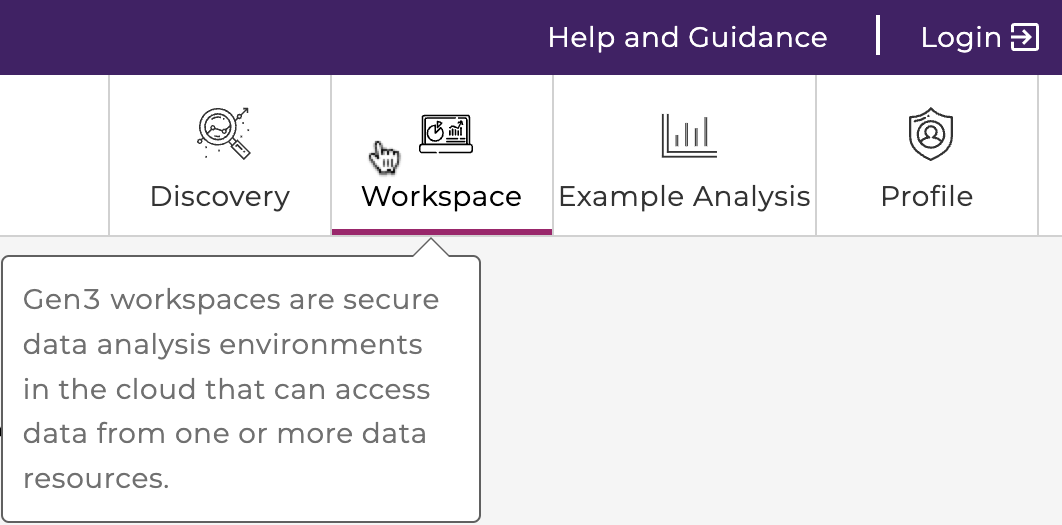 Help and Guidance
Login
Discovery
Workspace
Example Analysis
Profile
Gen3 workspaces are secure
data analysis environments
in the cloud that can access
data from one or more data
resources.